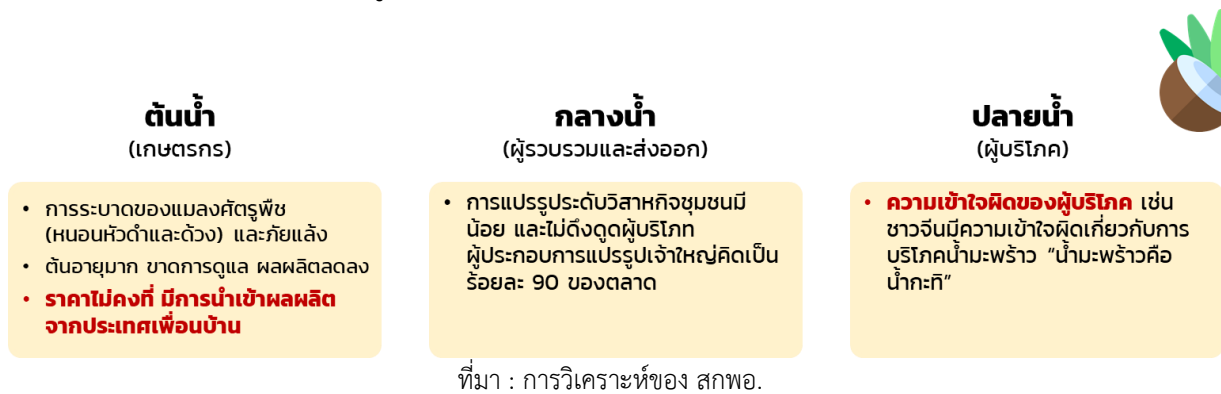 ต้นน้ำ
(เกษตรกร)
• การระบาดของแมลงศัตรูพืช
(หนอนหัวดำและด้วง) และภัยแล้ง
• ต้นอายุมาก ขาดการดูแล ผลผลิตลดลง
• ราคาไม่คงที่ มีการนำเข้าผลผลิต
จากประเทศเพื่อนบ้าน
กลางน้ำ
(ผู้รวบรวมและส่งออก)
• การแปรรูประดับวิสาหกิจชุมชนมี
น้อย และไม่ดึงดูดผู้บริโภท
ผู้ประกอบการแปรรูปเจ้าใหญ่คิดเป็น
ร้อยละ 90 ของตลาด
ปลายน้ำ
(ผู้บริโภค)
• ความเข้าใจผิดของผู้บริโภค เช่น
ชาวจีนมีความเข้าใจผิดเกี่ยวกับการ
บริโภคน้ำมะพร้าว “น้ำมะพร้าวคือ
น้ำกะทิ”
ที่มา : การวิเคราะห์ของ สกพอ.